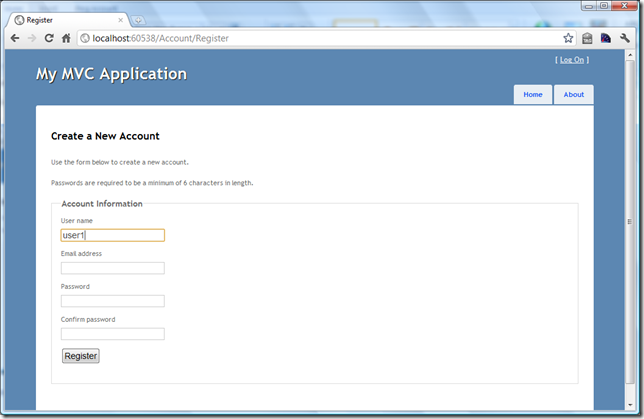 Register
localhost:60538/Account/Register
[ Log On ]
My MVC Application
Home
About
Create a New Account
Use the form below to create a new account.
Passwords are required to be a minimum of 6 characters in length.
Account Information
User name
user1
Email address
Password
Confirm password
Register